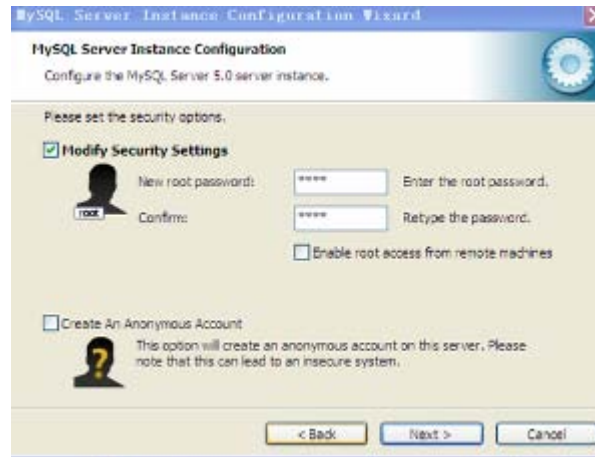 MySQL Server Instance Configuration Wizard
MySQL Server Instance Configuration
Configure the MySQL Server 5.0 server instance.
Please set the security options.
Modify Security Settings
New root password: **** Enter the root password.
root
Confirm: **** Retype the password.
Enable root access from remote machines
Create An Anonymous Account
This option will create an anonymous account on this server. Please
note that this can lead to an insecure system.
< Back Next > Cancel